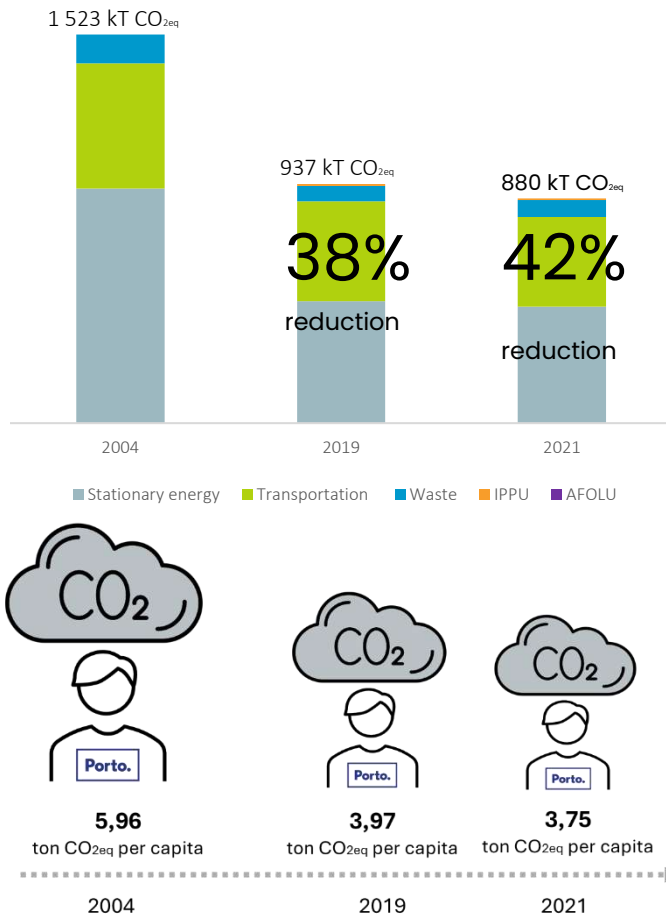 1 523 kT CO2eq
937 kT CO2eq
880 kT CO2eq
38%
reduction
42%
reduction
2004 2019 2021
Stationary energy Transportation Waste IPPU AFOLU
CO2 CO2 CO2
Porto. Porto. Porto.
5,96 3,97 3,75
ton CO2eq per capita ton CO2eq per capita ton CO2eq per capita
2004 2019 2021